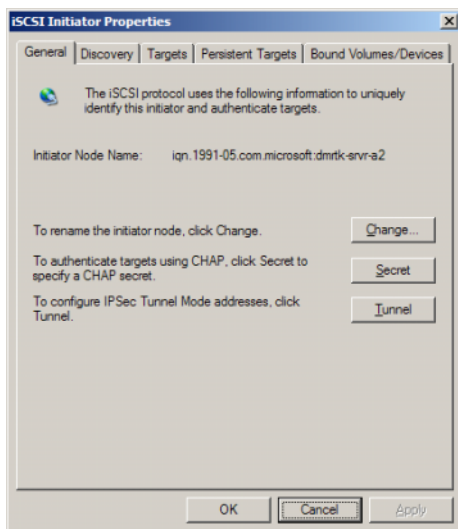 iSCSI Initiator Properties
General Discovery Targets Persistent Targets Bound Volumes/Devices
The iSCSI protocol uses the following information to uniquely
identify this initiator and authenticate targets.
Initiator Node Name: iqn.1991-05.com.microsoft:dmrtk-srvr-a2
To rename the initiator node, click Change. Change...
To authenticate targets using CHAP, click Secret to
specify a CHAP secret. Secret
To configure IPSec Tunnel Mode addresses, click
Tunnel. Tunnel
OK Cancel Apply